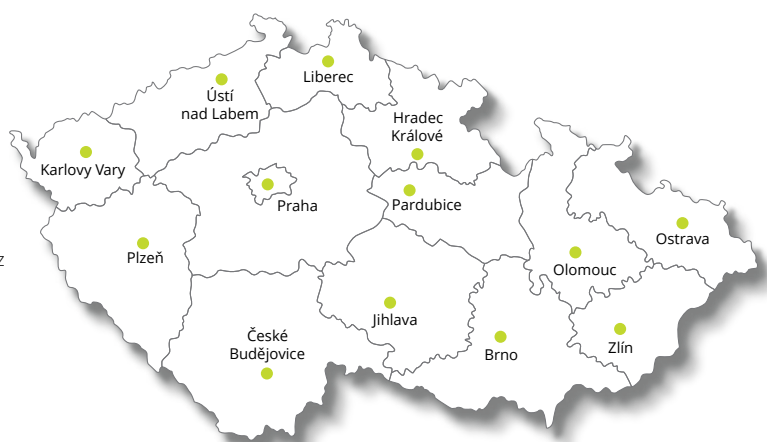 Liberec
Ústí
nad Labem
Hradec
Králové
Karlovy Vary
Praha
Pardubice
Ostrava
Plzeň
z
Olomouc
Jihlava
České
Budějovice
Brno
Zlín